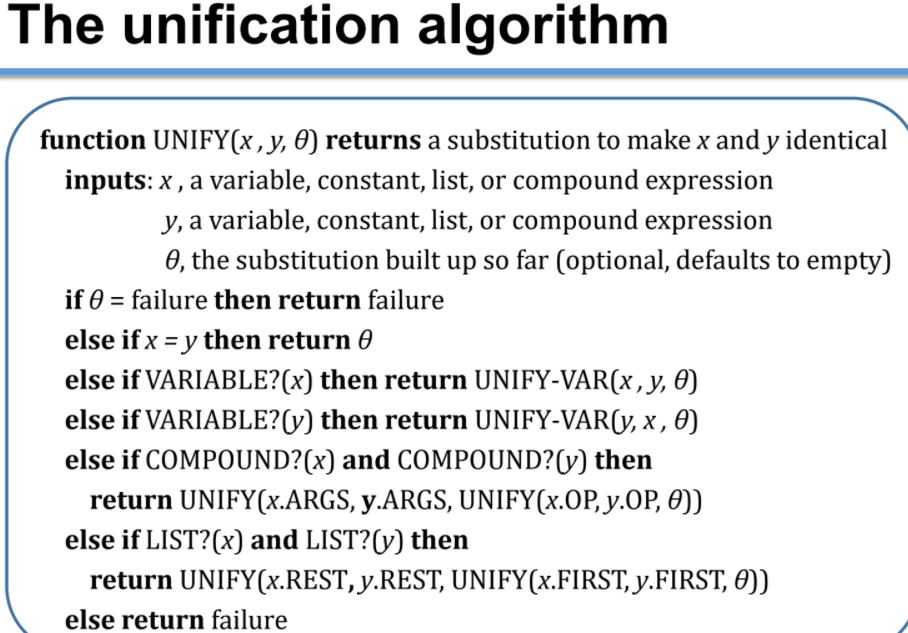 The unification algorithm
function UNIFY(x , y, θ) returns a substitution to make x and y identical
inputs: x , a variable, constant, list, or compound expression
y, a variable, constant, list, or compound expression
θ, the substitution built up so far (optional, defaults to empty)
if θ = failure then return failure
else if x = y then return θ
else if VARIABLE?(x) then return UNIFY-VAR(x , y, θ)
else if VARIABLE?(y) then return UNIFY-VAR(y, x , θ)
else if COMPOUND?(x) and COMPOUND?(y) then
return UNIFY(x.ARGS, y.ARGS, UNIFY(x.OP, y.OP, θ))
else if LIST?(x) and LIST?(y) then
return UNIFY(x.REST, y.REST, UNIFY(x.FIRST, y.FIRST, θ))
else return failure